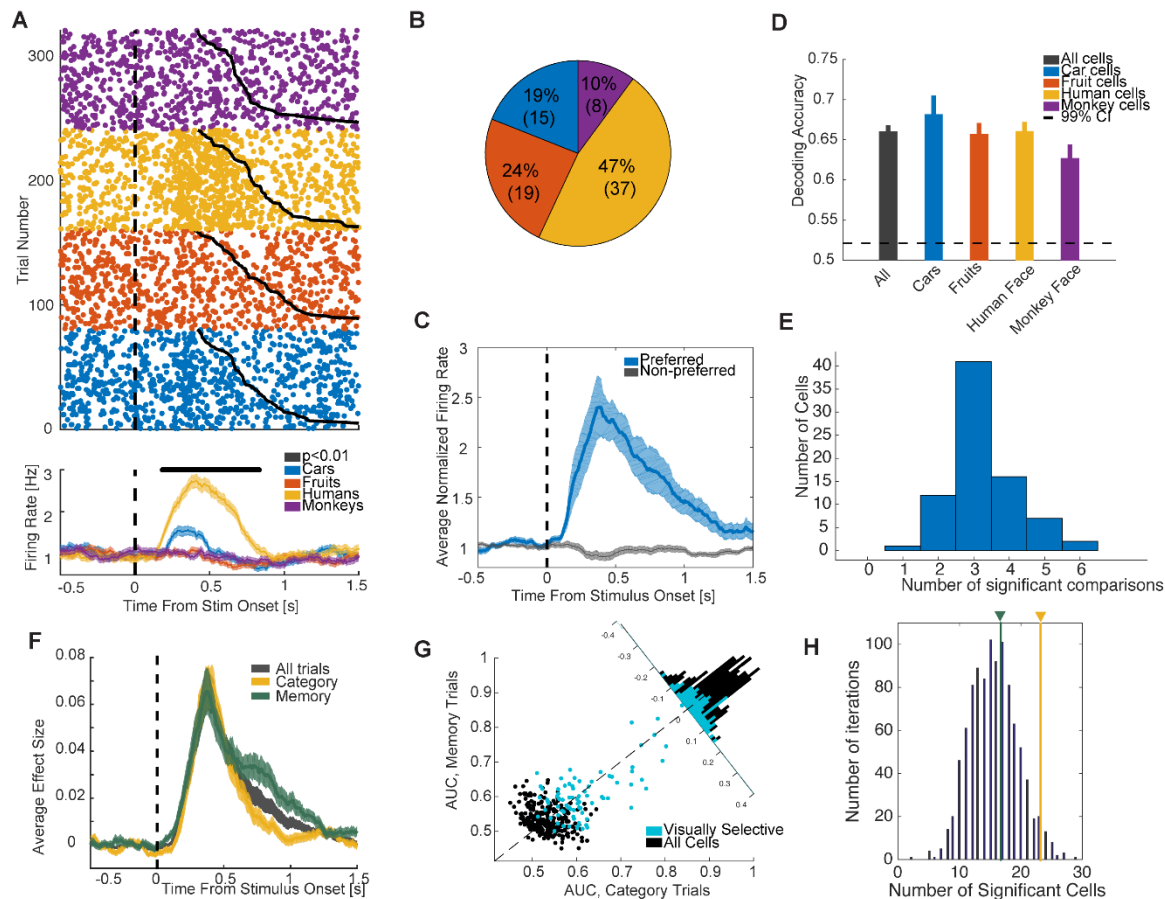 A
Trial Number
300
200
100
0
Firing Rate [Hz]
3
2
1
p<0.01
Cars
Fruits
Humans
Monkeys
-0.5 0 0.5 1 1.5
Time From Stim Onset [s]
B
10%
(8)
19%
(15)
24%
(19)
47%
(37)
C
Average Normalized Firing Rate
3
2.5
2
1.5
1
Preferred
Non-preferred
-0.5 0 0.5 1 1.5
Time From Stimulus Onset [s]
D
Decoding Accuracy
0.75
0.7
0.65
0.6
0.55
0.5
All cells
Car cells
Fruit cells
Human cells
Monkey cells
99% CI
All
Cars
Fruits
Human Face
Monkey Face
E
Number of Cells
40
35
30
25
20
15
10
5
0
0 1 2 3 4 5 6
Number of significant comparisons
F
Average Effect Size
0.08
0.06
0.04
0.02
0
All trials
Category
Memory
0 0.5 1 1.5
Time From Stimulus Onset [s]
G
AUC, Memory Trials
1
0.9
0.8
0.7
0.6
0.5
-0.4
-0.3
-0.2
-0.1
0
0.1
0.2
0.3
0.4
Visually Selective
All Cells
0.5 0.6 0.7 0.8 0.9 1
AUC, Category Trials
H
Number of iterations
100
80
60
40
20
0
0 10 20 30
Number of Significant Cells